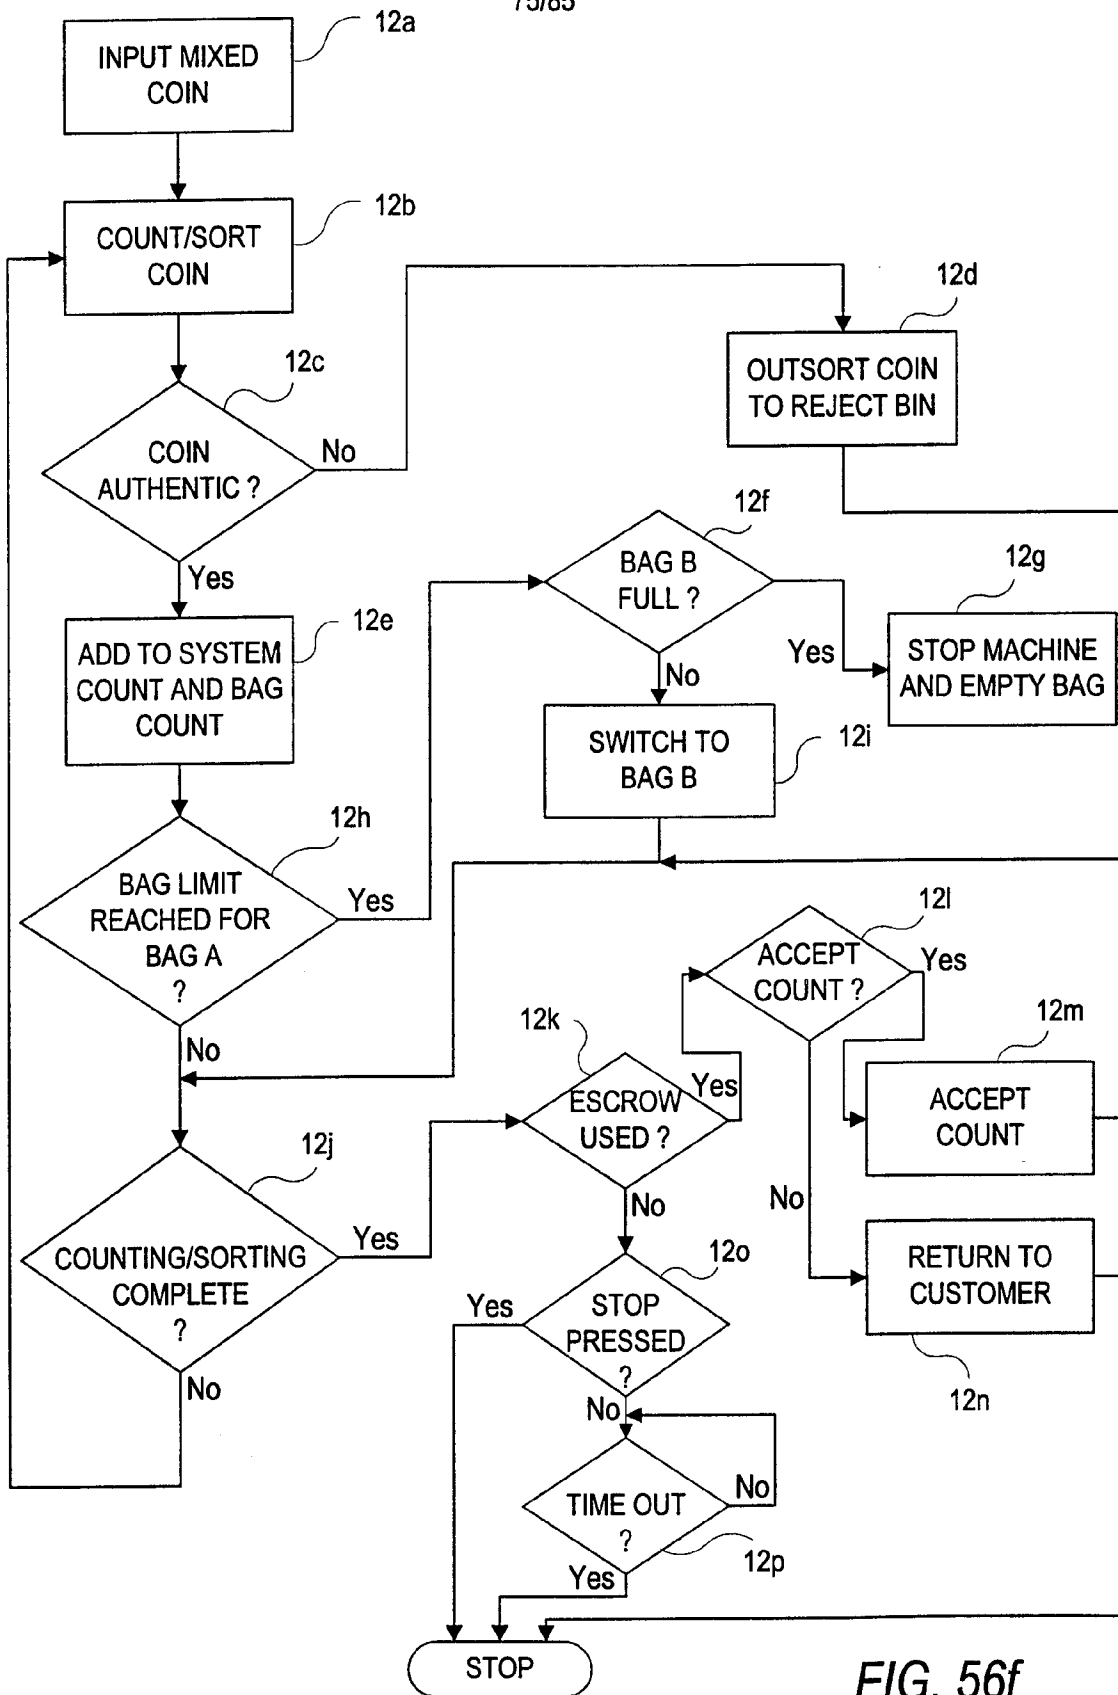 75/85
12a
INPUT MIXED
COIN
12b
COUNT/SORT
COIN
12c
COIN
AUTHENTIC ?
No
12d
OUTSORT COIN
TO REJECT BIN
Yes
12e
ADD TO SYSTEM
COUNT AND BAG
COUNT
12f
BAG B
FULL ?
Yes
No
12g
STOP MACHINE
AND EMPTY BAG
SWITCH TO
BAG B
12i
12h
BAG LIMIT
REACHED FOR
BAG A
?
Yes
No
12j
COUNTING/SORTING
COMPLETE
?
Yes
No
12k
ESCROW
USED ?
Yes
No
12l
ACCEPT
COUNT ?
Yes
No
12m
ACCEPT
COUNT
RETURN TO
CUSTOMER
12n
12o
STOP
PRESSED
?
Yes
No
TIME OUT
?
No
12p
Yes
STOP
FIG. 56f